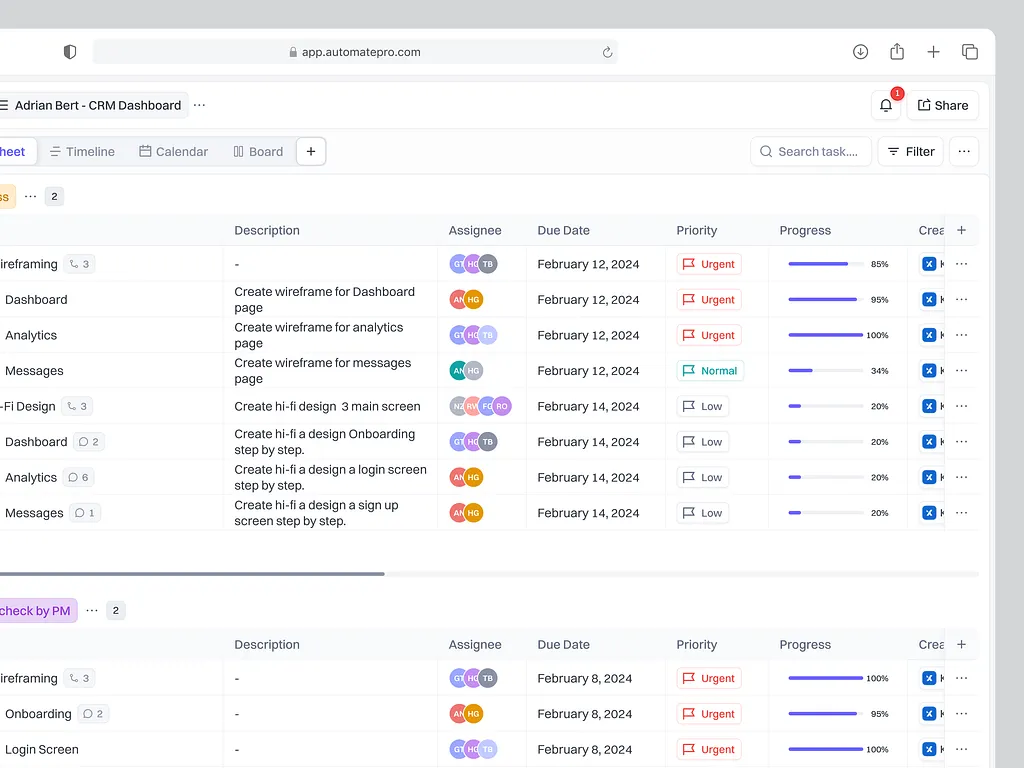 app.automatepro.com
Adrian Bert - CRM Dashboard ...
1
Share
heet Timeline Calendar Board +
Search task.... Filter ...
ss ... 2
Description Assignee Due Date Priority Progress Crea +
ireframing 3 - GT HG TB February 12, 2024 Urgent 85% ...
Dashboard Create wireframe for Dashboard
page AN HG February 12, 2024 Urgent 95% ...
Analytics Create wireframe for analytics
page GT HG TB February 12, 2024 Urgent 100% ...
Messages Create wireframe for messages
page AN HG February 12, 2024 Normal 34% ...
-Fi Design 3 Create hi-fi design 3 main screen NZ RW FG RO February 14, 2024 Low 20% ...
Dashboard 2 Create hi-fi a design Onboarding
step by step. GT HG TB February 14, 2024 Low 20% ...
Analytics 6 Create hi-fi a design a login screen
step by step. AN HG February 14, 2024 Low 20% ...
Messages 1 Create hi-fi a design a sign up
screen step by step. AN HG February 14, 2024 Low 20% ...
check by PM ... 2
Description Assignee Due Date Priority Progress Crea +
ireframing 3 - GT HG TB February 8, 2024 Urgent 100% ...
Onboarding 2 - AN HG February 8, 2024 Urgent 95% ...
Login Screen - GT HG TB February 8, 2024 Urgent 100% ...